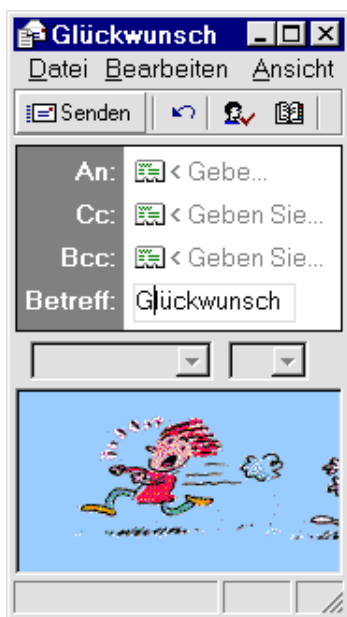 Glückwunsch
Datei Bearbeiten Ansicht
Senden
An: < Gebe...
Cc: < Geben Sie...
Bcc: < Geben Sie...
Betreff: Glückwunsch